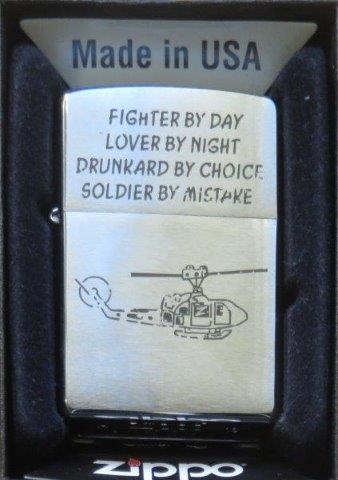 Made in USA
FIGHTER BY DAY
LOVER BY NIGHT
DRUNKARD BY CHOICE
SOLDIER BY MISTAKE
zippo